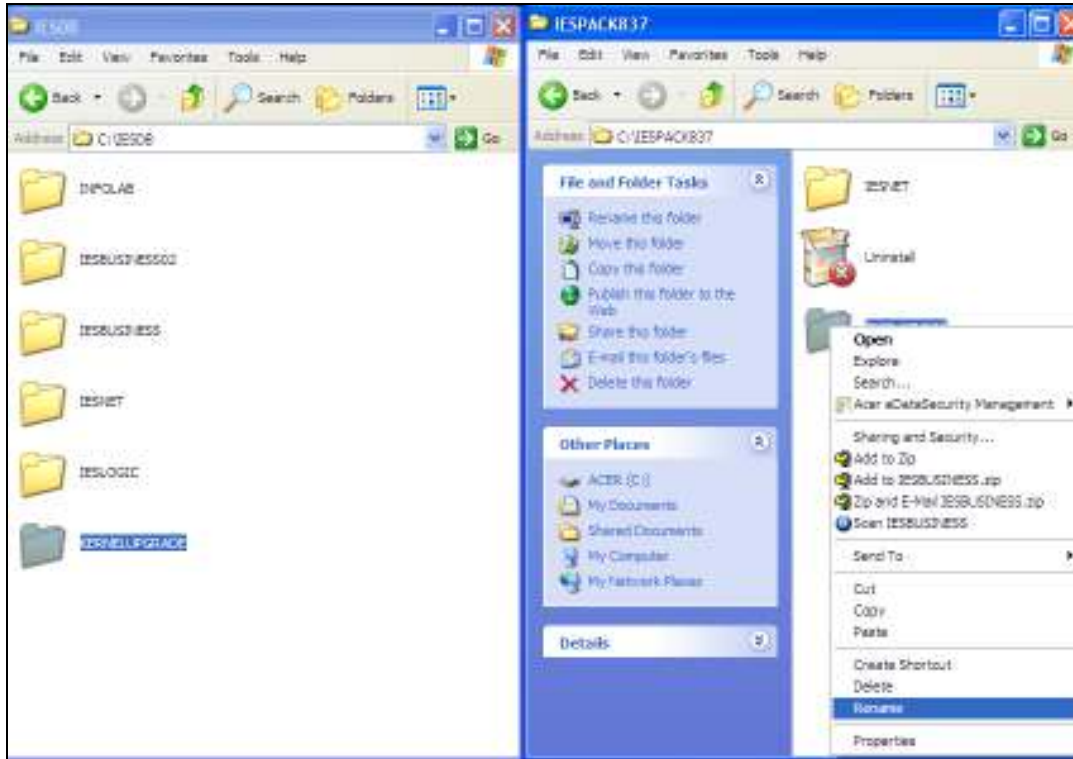 IESDB
File Edit View Favorites Tools Help
Back Search Folders
Address C:\IESDB Go
INFOLAB
IESBUSINESS02
IESBUSINESS
IESNET
IESLOGIC
KERNELUPGRADE
IESPACK837
File Edit View Favorites Tools Help
Back Search Folders
Address C:\IESPACK837 Go
File and Folder Tasks
Rename this folder
Move this folder
Copy this folder
Publish this folder to the
Web
Share this folder
E-mail this folder's files
Delete this folder
Other Places
ACER (C:)
My Documents
Shared Documents
My Computer
My Network Places
Details
IESNET
Uninstall
Open
Explore
Search...
Acer eDataSecurity Management
Sharing and Security...
Add to Zip
Add to IESBUSINESS.zip
Zip and E-Mail IESBUSINESS.zip
Scan IESBUSINESS
Send To
Cut
Copy
Paste
Create Shortcut
Delete
Rename
Properties